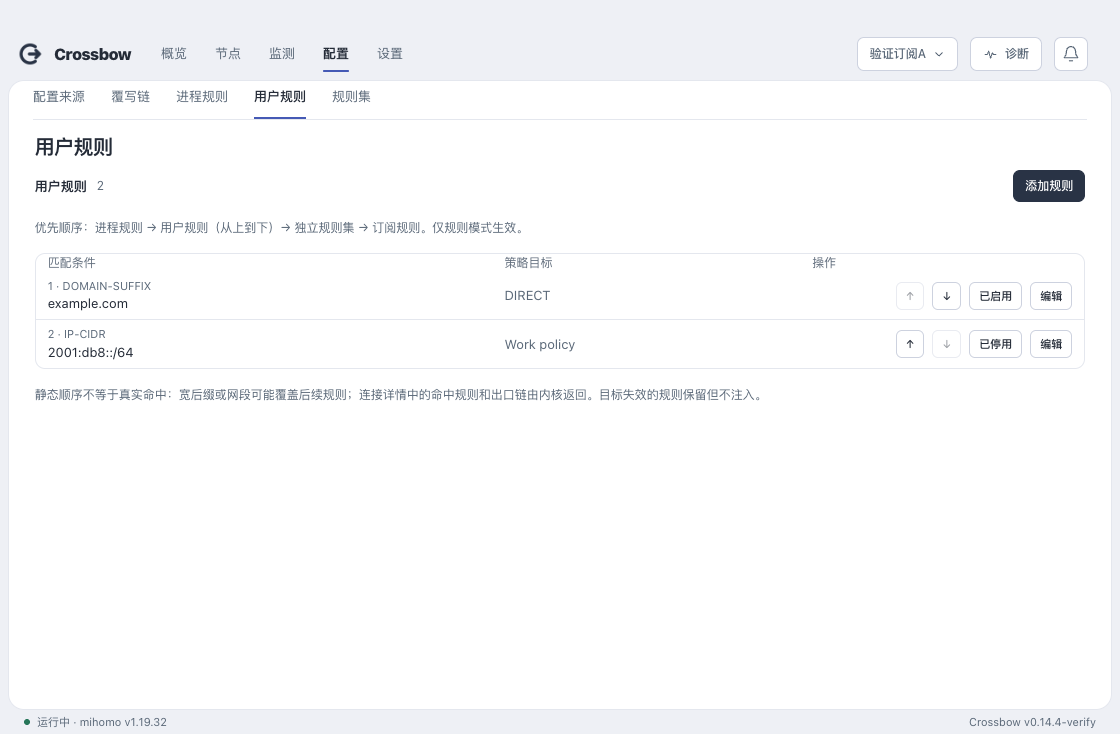 Crossbow 概览 节点 监测 配置 设置 验证订阅A 诊断
配置来源 覆写链 进程规则 用户规则 规则集
用户规则
用户规则 2 添加规则
优先顺序：进程规则 → 用户规则（从上到下）→ 独立规则集 → 订阅规则。仅规则模式生效。
匹配条件 策略目标 操作
1 · DOMAIN-SUFFIX
example.com DIRECT ↑ ↓ 已启用 编辑
2 · IP-CIDR
2001:db8::/64 Work policy ↑ ↓ 已停用 编辑
静态顺序不等于真实命中：宽后缀或网段可能覆盖后续规则；连接详情中的命中规则和出口链由内核返回。目标失效的规则保留但不注入。
运行中 · mihomo v1.19.32 Crossbow v0.14.4-verify